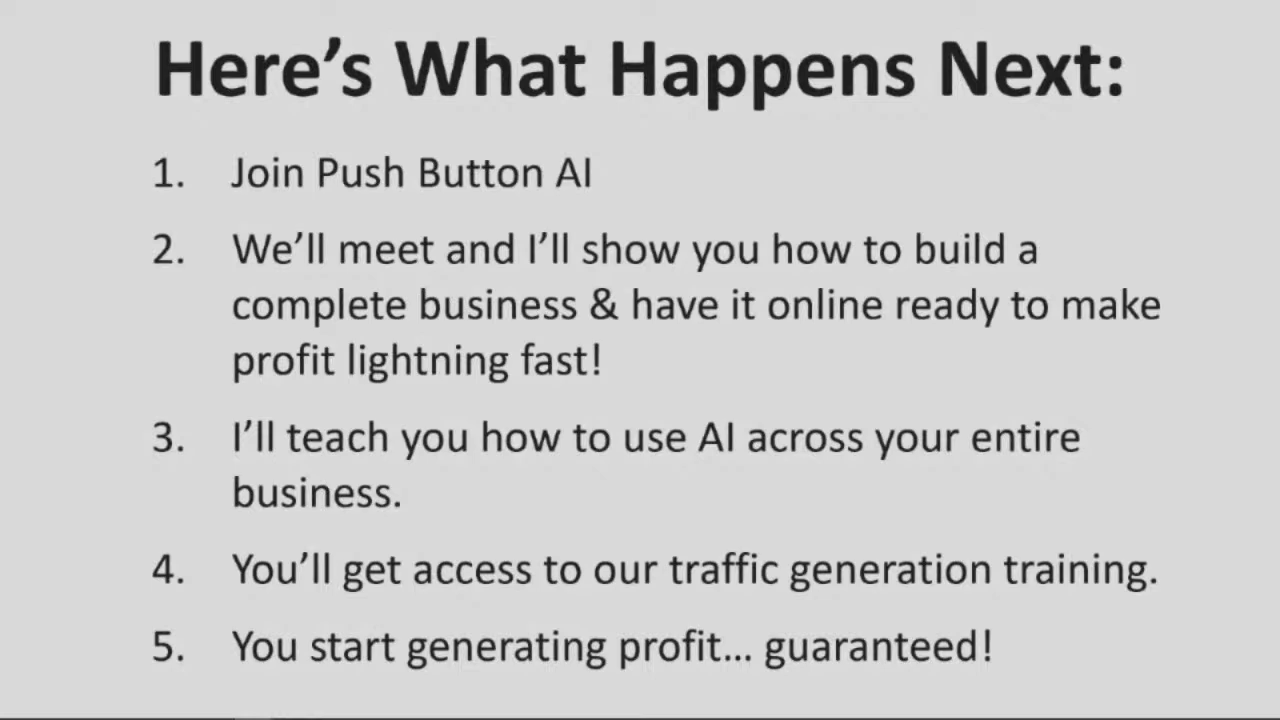 Here’s What Happens Next:
1. Join Push Button AI
2. We’ll meet and I’ll show you how to build a
complete business & have it online ready to make
profit lightning fast!
3. I’ll teach you how to use AI across your entire
business.
4. You’ll get access to our traffic generation training.
5. You start generating profit... guaranteed!